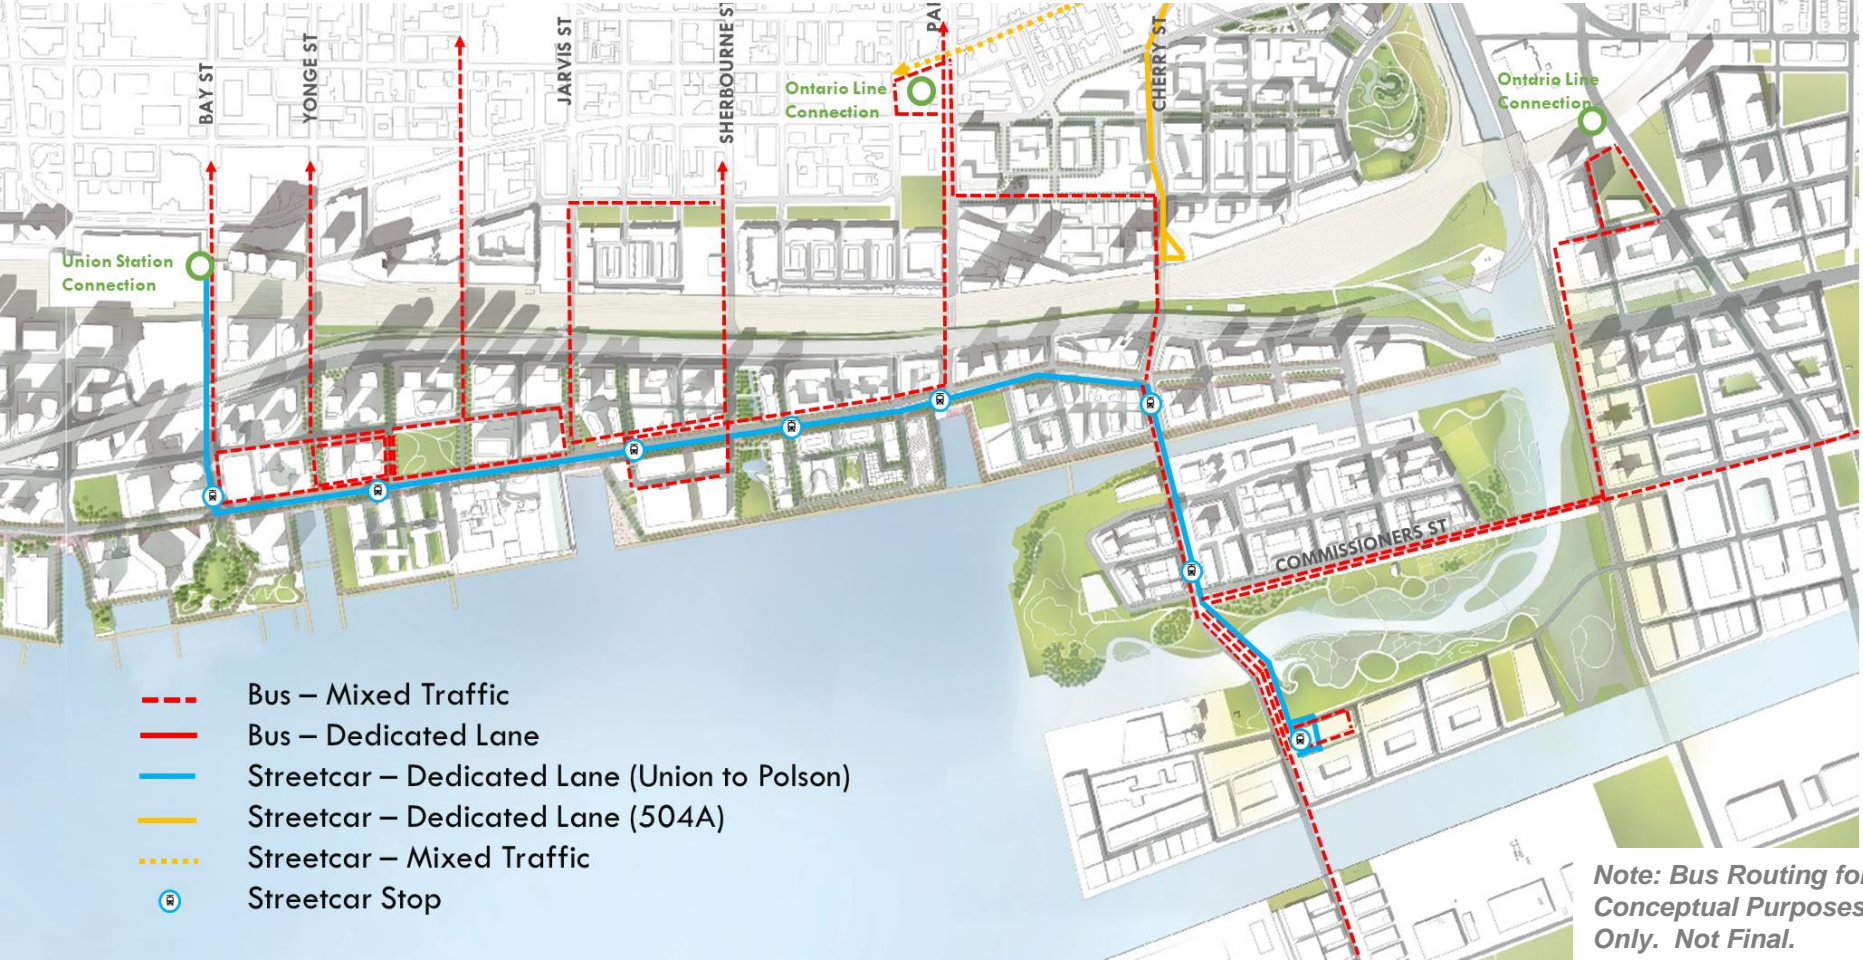 BAY ST
YONGE ST
JARVIS ST
SHERBOURNE ST
CHERRY ST
Ontario Line
Connection
Ontario Line
Connection
Union Station
Connection
COMMISSIONERS ST
Bus – Mixed Traffic
Bus – Dedicated Lane
Streetcar – Dedicated Lane (Union to Polson)
Streetcar – Dedicated Lane (504A)
Streetcar – Mixed Traffic
Streetcar Stop
Note: Bus Routing for
Conceptual Purposes
Only. Not Final.